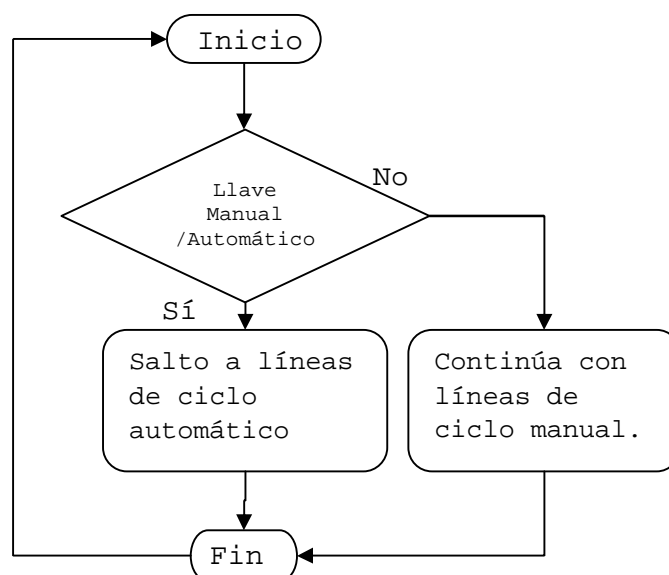 Inicio
Llave
Manual
/Automático
No
Sí
Salto a líneas
de ciclo
automático
Continúa con
líneas de
ciclo manual.
Fin